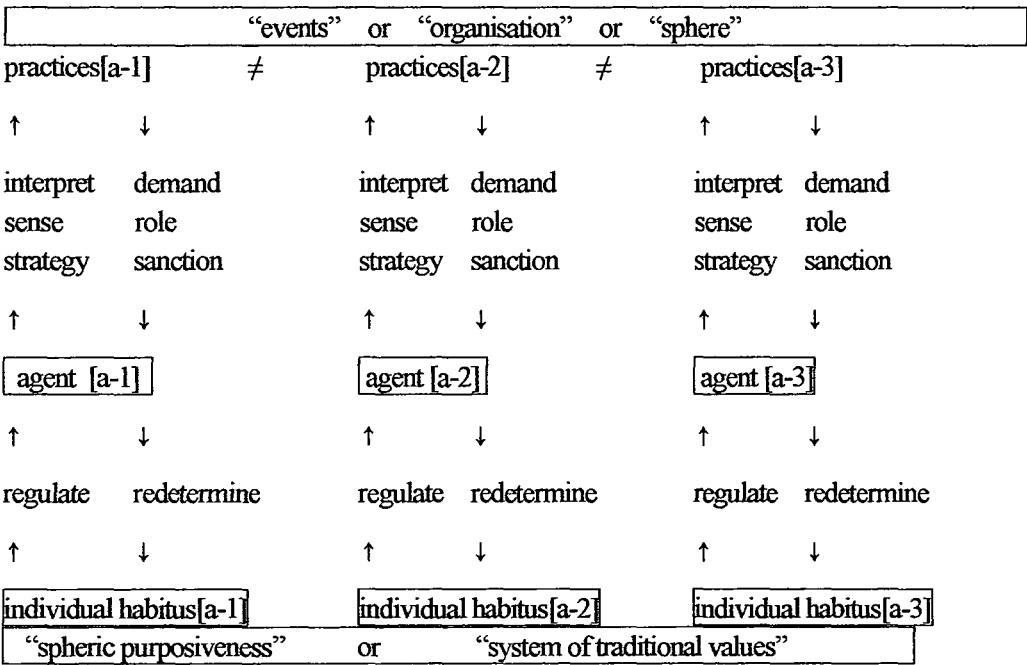 “events” or “organisation” or “sphere”
practices[a-1] ≠ practices[a-2] ≠ practices[a-3]
↑ ↓ ↑ ↓ ↑ ↓
interpret demand interpret demand interpret demand
sense role sense role sense role
strategy sanction strategy sanction strategy sanction
↑ ↓ ↑ ↓ ↑ ↓
agent [a-1] agent [a-2] agent [a-3]
↑ ↓ ↑ ↓ ↑ ↓
regulate redetermine regulate redetermine regulate redetermine
↑ ↓ ↑ ↓ ↑ ↓
individual habitus[a-1] individual habitus[a-2] individual habitus[a-3]
“spheric purposiveness” or “system of traditional values”